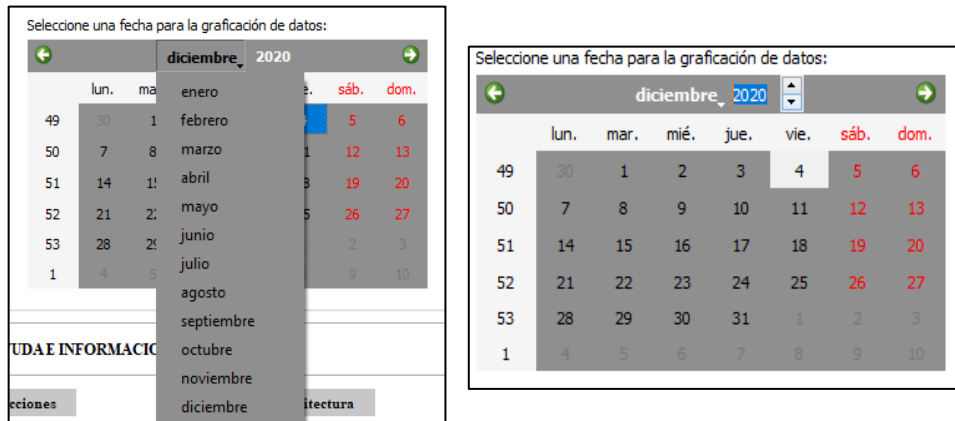 Seleccione una fecha para la graficación de datos:
diciembre 2020
lun. ma e. sáb. dom.
49 30 1 5 6
50 7 8 1 12 13
51 14 15 8 19 20
52 21 22 5 26 27
53 28 29 2 3
1 4 5 9 10
enero
febrero
marzo
abril
mayo
junio
julio
agosto
septiembre
octubre
noviembre
diciembre
UDA E INFORMACIO
cciones
itectura
Seleccione una fecha para la graficación de datos:
diciembre 2020
lun. mar. mié. jue. vie. sáb. dom.
49 30 1 2 3 4 5 6
50 7 8 9 10 11 12 13
51 14 15 16 17 18 19 20
52 21 22 23 24 25 26 27
53 28 29 30 31 1 2 3
1 4 5 6 7 8 9 10